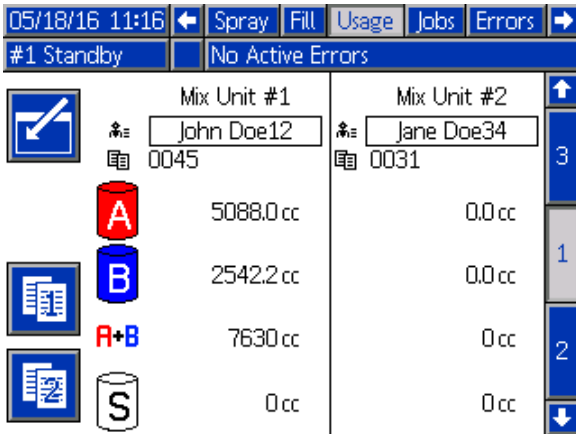 05/18/16 11:16 Spray Fill Usage Jobs Errors
#1 Standby No Active Errors
Mix Unit #1 Mix Unit #2
John Doe12 Jane Doe34
0045 0031
3
A 5088.0 cc 0.0 cc
1
B 2542.2 cc 0.0 cc
1
A+B 7630 cc 0 cc
2
2
S 0 cc 0 cc